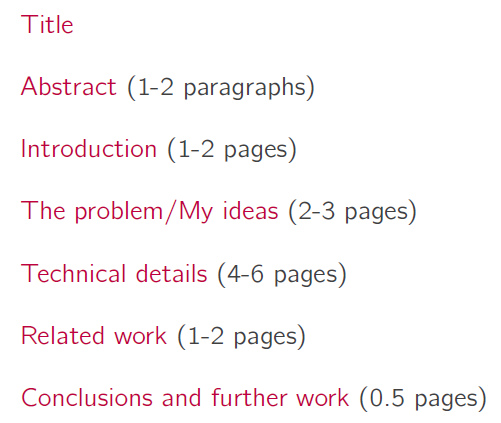 Title
Abstract (1-2 paragraphs)
Introduction (1-2 pages)
The problem/My ideas (2-3 pages)
Technical details (4-6 pages)
Related work (1-2 pages)
Conclusions and further work (0.5 pages)